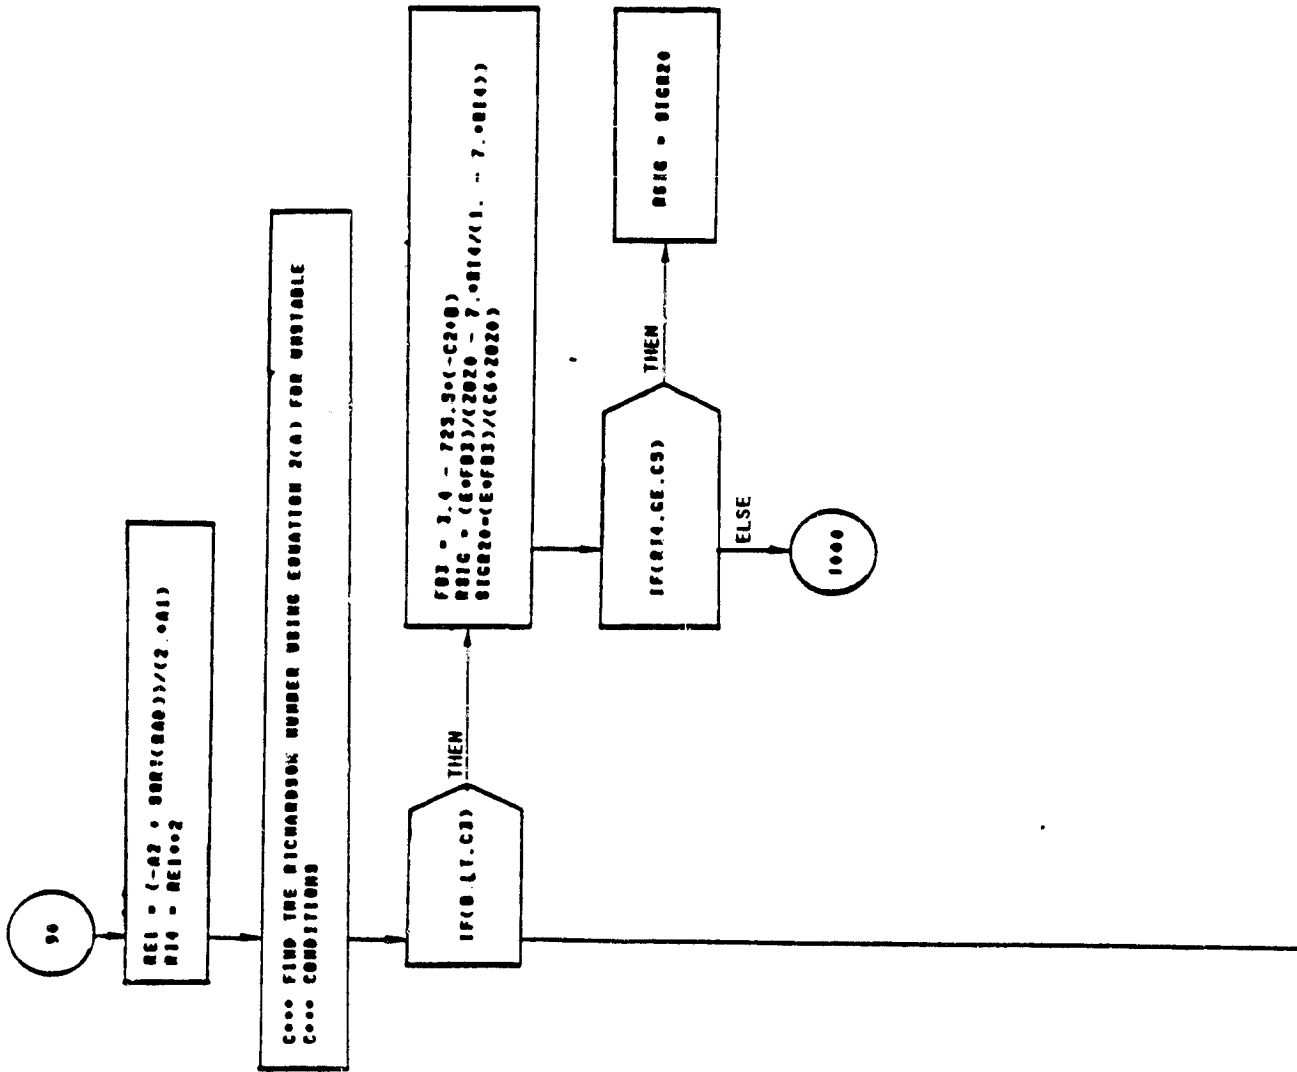 96
RE1 = (-A2 + SQRT(RAD))/(2.*A1)
RI4 = RE1**2
C*** FIND THE RICHARDSON NUMBER USING EQUATION 2(A) FOR UNSTABLE
C*** CONDITIONS
IF(B.LT.C3)
THEN
FB3 = 3.4 - 725.5*(-C2*B)
RSIG = (E*FB3)/(Z0Z0 - 7.*RI4/(1. - 7.*RI4))
SIGR20=(E*FB3)/(C6*Z0Z0)
IF(RI4.GE.C5)
THEN
RSIG = SIGR20
ELSE
1000